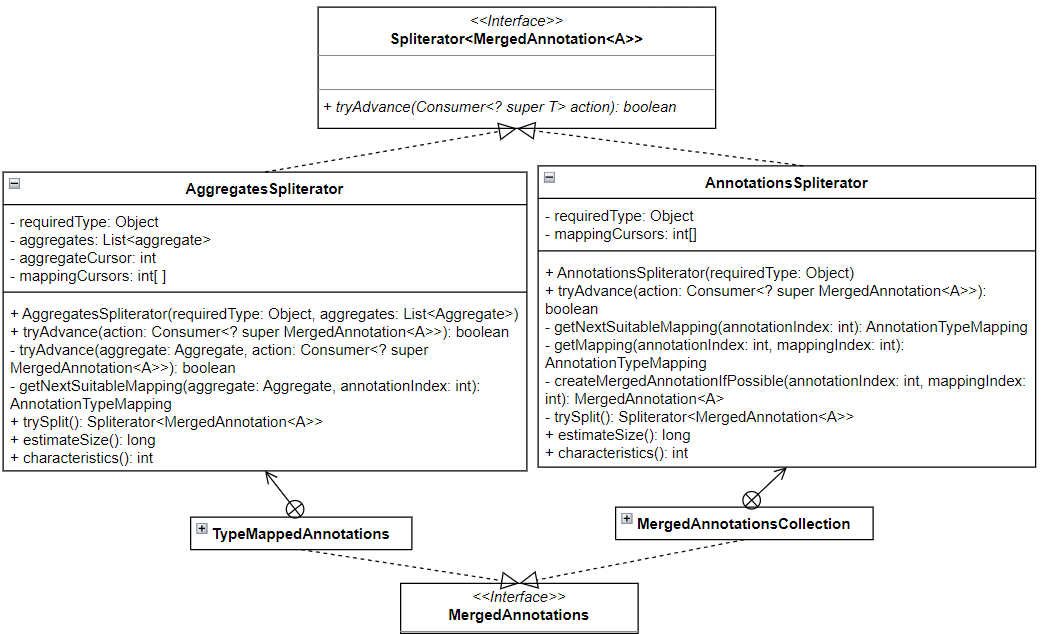 <<Interface>>
Spliterator<MergedAnnotation<A>>
+ tryAdvance(Consumer<? super T> action): boolean
AggregatesSpliterator
- requiredType: Object
- aggregates: List<aggregate>
- aggregateCursor: int
- mappingCursors: int[ ]
+ AggregatesSpliterator(requiredType: Object, aggregates: List<Aggregate>)
+ tryAdvance(action: Consumer<? super MergedAnnotation<A>>): boolean
- tryAdvance(aggregate: Aggregate, action: Consumer<? super
MergedAnnotation<A>>): boolean
- getNextSuitableMapping(aggregate: Aggregate, annotationIndex: int):
AnnotationTypeMapping
+ trySplit(): Spliterator<MergedAnnotation<A>>
+ estimateSize(): long
+ characteristics(): int
AnnotationsSpliterator
- requiredType: Object
- mappingCursors: int[]
+ AnnotationsSpliterator(requiredType: Object)
+ tryAdvance(action: Consumer<? super MergedAnnotation<A>>):
boolean
- getNextSuitableMapping(annotationIndex: int): AnnotationTypeMapping
- getMapping(annotationIndex: int, mappingIndex: int):
AnnotationTypeMapping
- createMergedAnnotationIfPossible(annotationIndex: int, mappingIndex:
int): MergedAnnotation<A>
- trySplit(): Spliterator<MergedAnnotation<A>>
+ estimateSize(): long
+ characteristics(): int
TypeMappedAnnotations
MergedAnnotationsCollection
<<Interface>>
MergedAnnotations